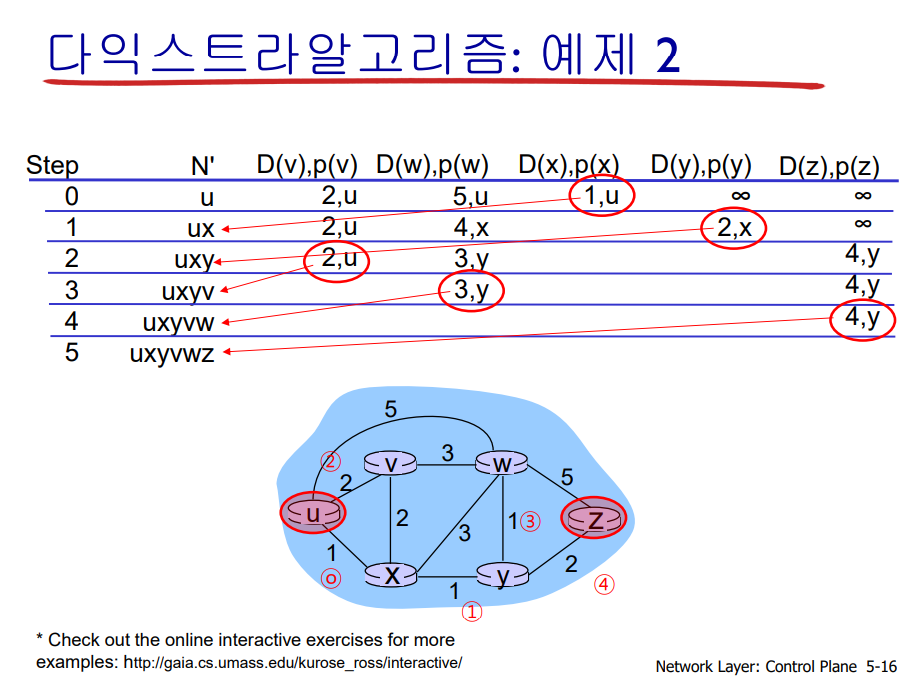 다익스트라알고리즘: 예제 2
Step N' D(v),p(v) D(w),p(w) D(x),p(x) D(y),p(y) D(z),p(z)
0 u 2,u 5,u 1,u ∞ ∞
1 ux 2,u 4,x 2,x ∞
2 uxy 2,u 3,y 4,y
3 uxyv 3,y 4,y
4 uxyvw 4,y
5 uxyvwz
5
v 3 w
② 2 5
u 2 3 1 ③ z
1 2
⓪ x 1 y ④
①
* Check out the online interactive exercises for more
examples: http://gaia.cs.umass.edu/kurose_ross/interactive/
Network Layer: Control Plane 5-16